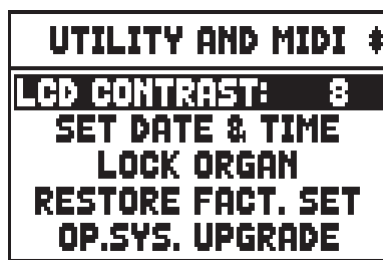 UTILITY AND MIDI
LCD CONTRAST: 8
SET DATE & TIME
LOCK ORGAN
RESTORE FACT. SET
OP.SYS. UPGRADE